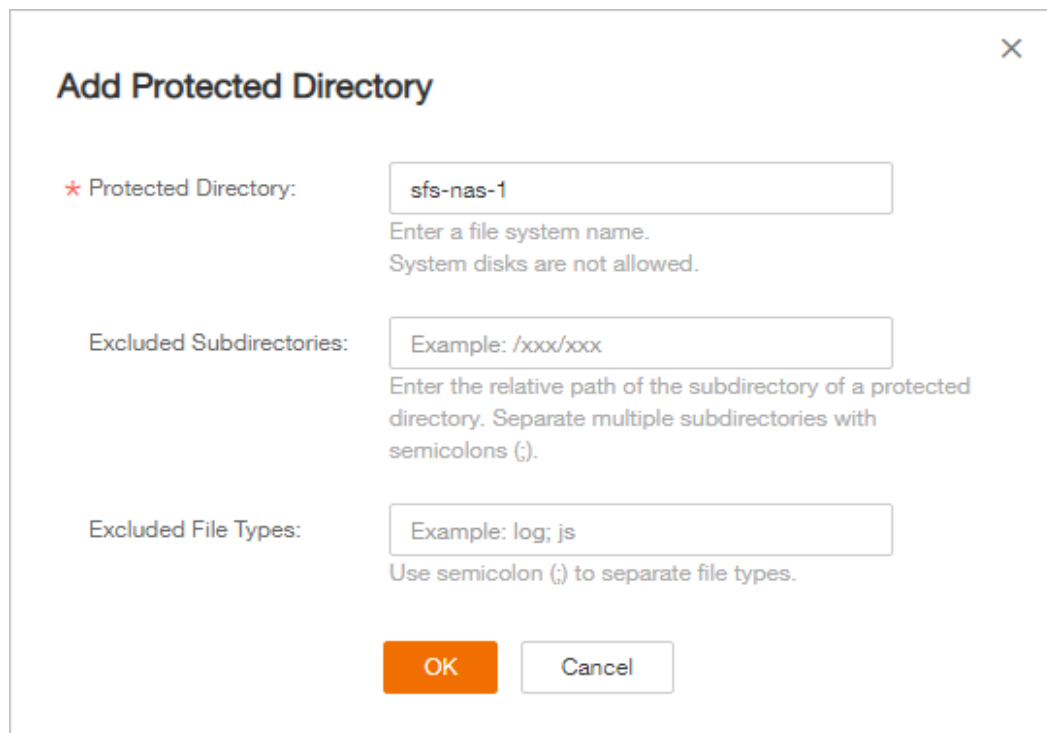 Add Protected Directory
* Protected Directory:
sfs-nas-1
Enter a file system name.
System disks are not allowed.
Excluded Subdirectories:
Example: /xxx/xxx
Enter the relative path of the subdirectory of a protected
directory. Separate multiple subdirectories with
semicolons (;).
Excluded File Types:
Example: log; js
Use semicolon (;) to separate file types.
OK
Cancel